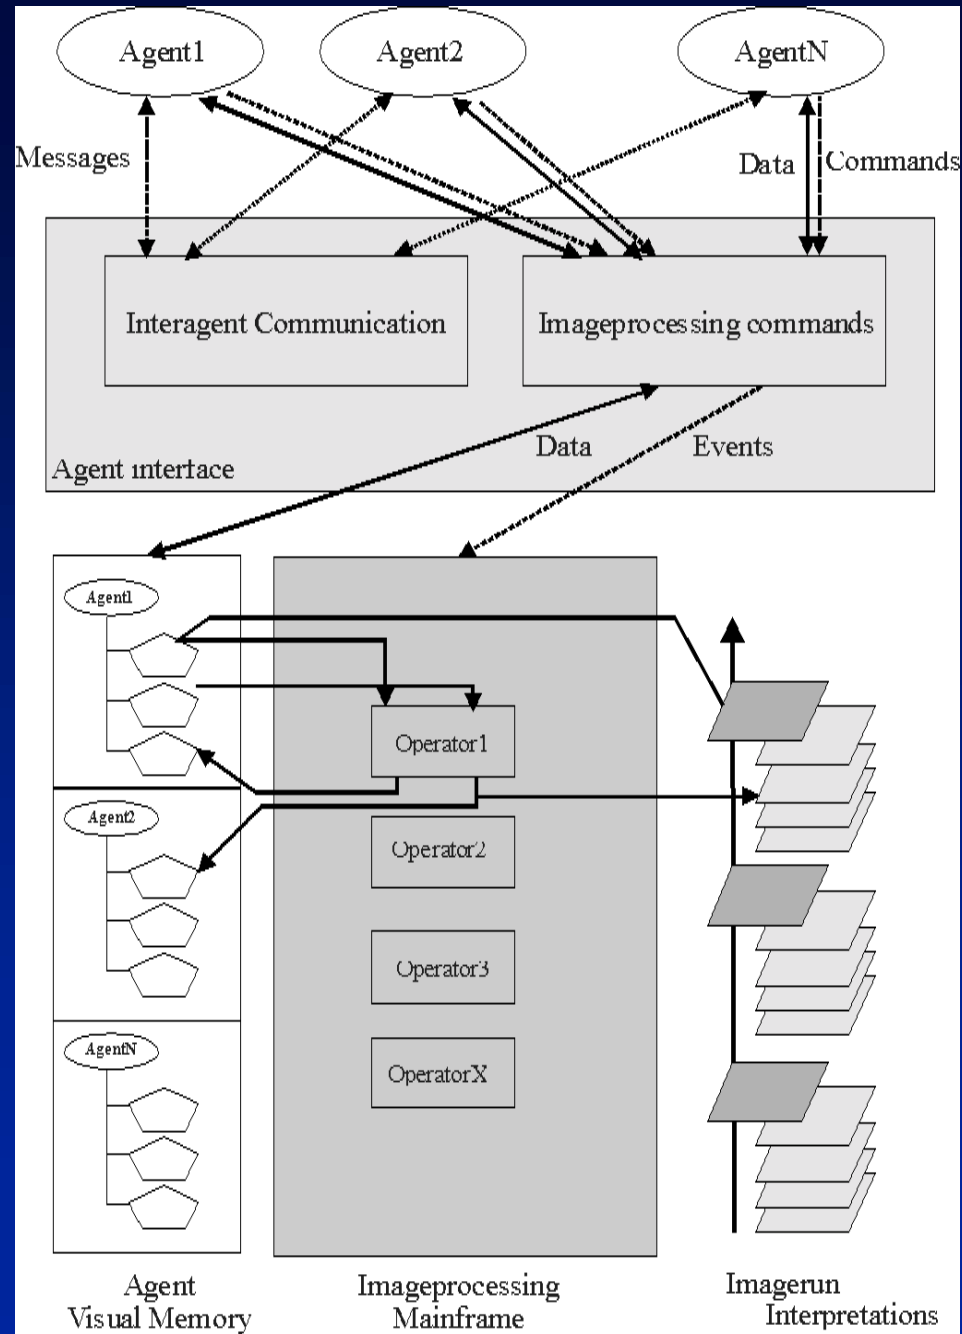 Agent1
Agent2
AgentN
Messages
Data
Commands
Interagent Communication
Imageprocessing commands
Data
Events
Agent interface
Agent1
Operator1
Agent2
Operator2
Operator3
AgentN
OperatorX
Agent
Visual Memory
Imageprocessing
Mainframe
Imagerun
Interpretations